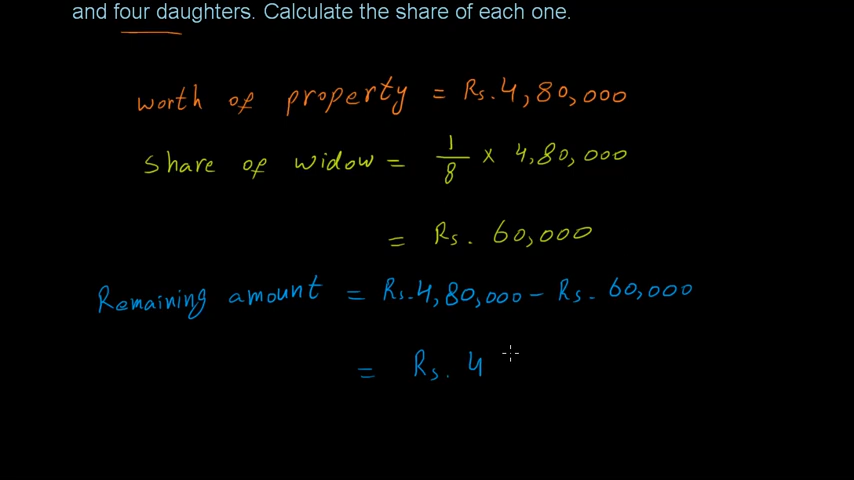 and four daughters. Calculate the share of each one.
worth of property = Rs. 4,80,000
share of widow = 1/8 × 4,80,000
= Rs. 60,000
Remaining amount = Rs. 4,80,000 - Rs. 60,000
= Rs. 4